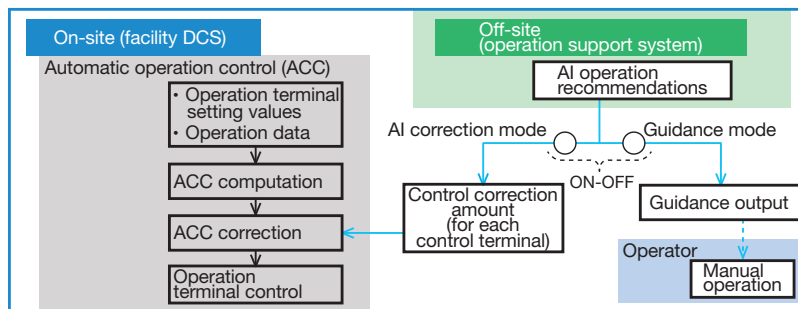 On-site (facility DCS)
Automatic operation control (ACC)
• Operation terminal
setting values
• Operation data
ACC computation
ACC correction
Operation
terminal control
Off-site
(operation support system)
AI operation
recommendations
AI correction mode
Guidance mode
ON-OFF
Control correction
amount
(for each
control terminal)
Guidance output
Operator
Manual
operation